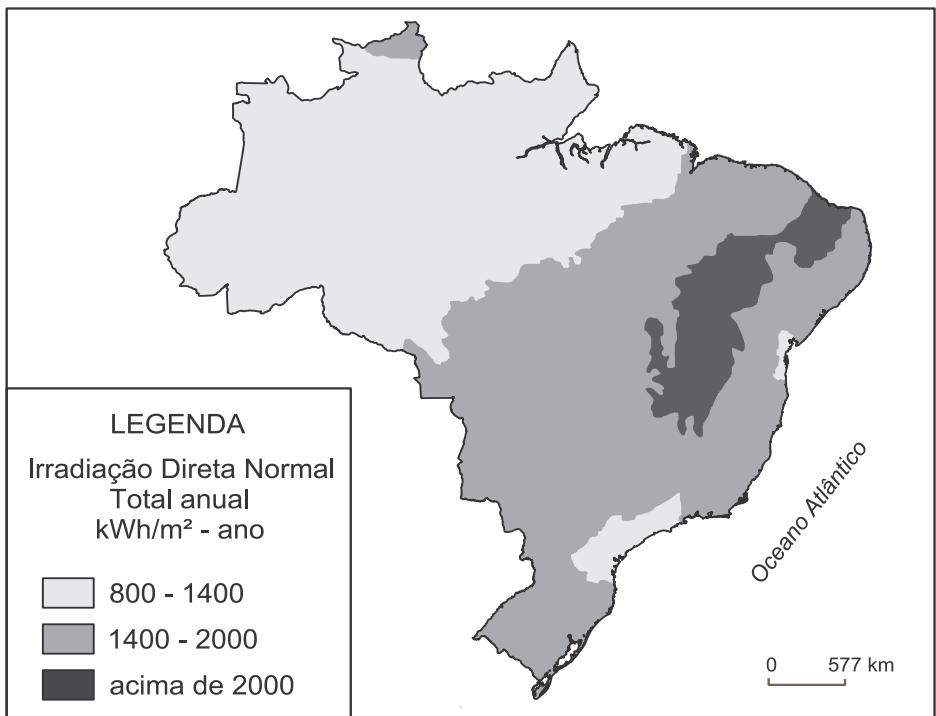 LEGENDA
Irradiação Direta Normal
Total anual
kWh/m² - ano
800 - 1400
1400 - 2000
acima de 2000
Oceano Atlântico
0 577 km